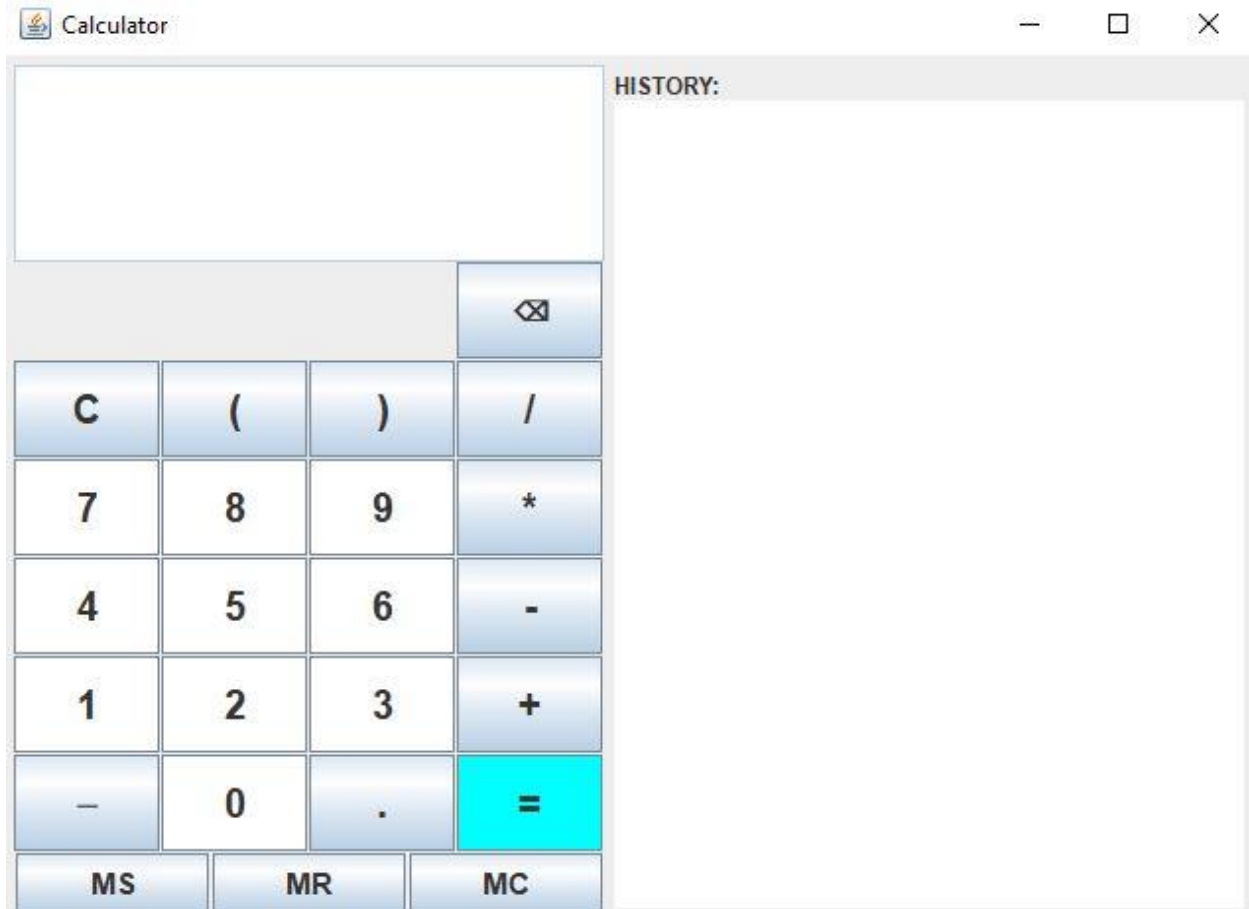 Calculator
HISTORY:
⌫
C ( ) /
7 8 9 *
4 5 6 -
1 2 3 +
– 0 . =
MS MR MC